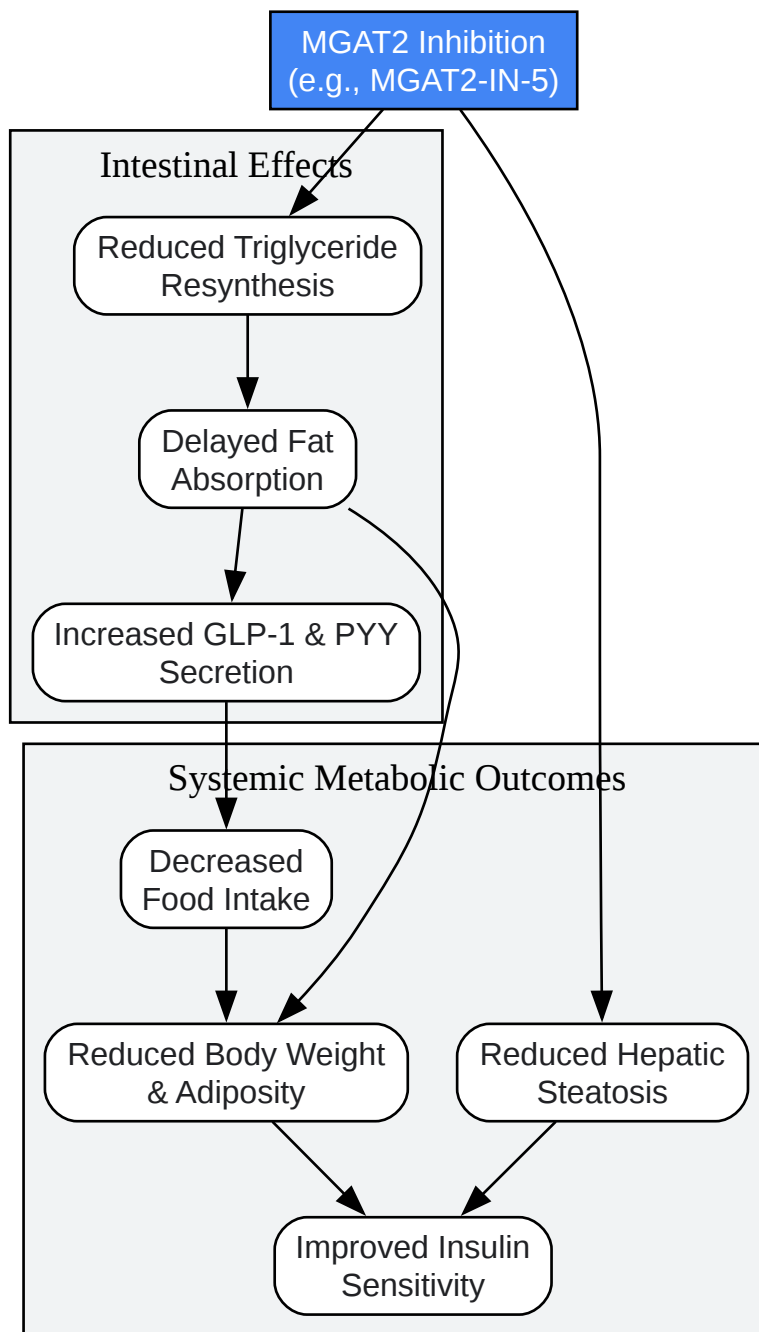 MGAT2 Inhibition
(e.g., MGAT2-IN-5)
Intestinal Effects
Reduced Triglyceride
Resynthesis
Delayed Fat
Absorption
Increased GLP-1 & PYY
Secretion
Systemic Metabolic Outcomes
Decreased
Food Intake
Reduced Body Weight
& Adiposity
Reduced Hepatic
Steatosis
Improved Insulin
Sensitivity